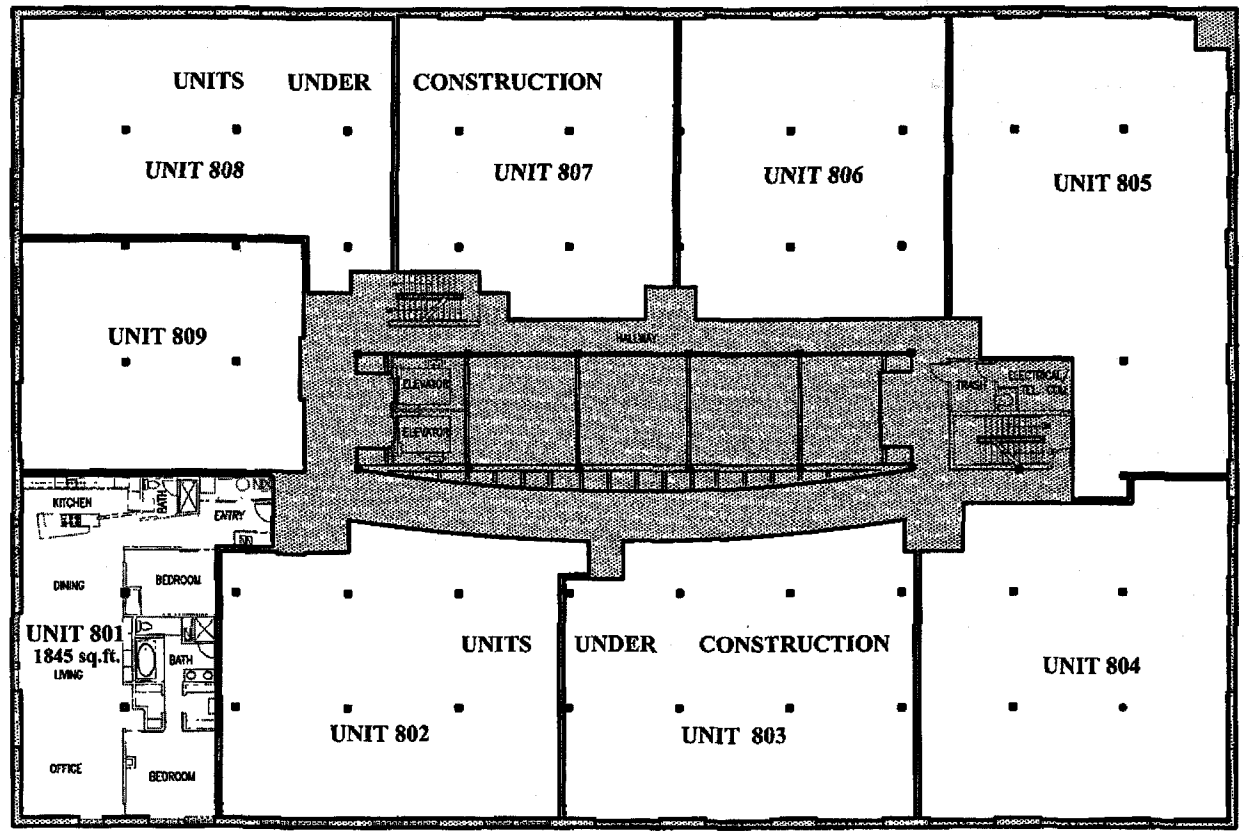 UNITS UNDER CONSTRUCTION
UNIT 808
UNIT 807
UNIT 806
UNIT 805
UNIT 809
HALLWAY
ELEVATOR
ELEVATOR
TRASH
ELECTRICAL/
TEL. COM.
KITCHEN
BATH
ENTRY
DINING
BEDROOM
UNIT 801
1845 sq.ft.
LIVING
BATH
OFFICE
BEDROOM
UNITS UNDER CONSTRUCTION
UNIT 802
UNIT 803
UNIT 804